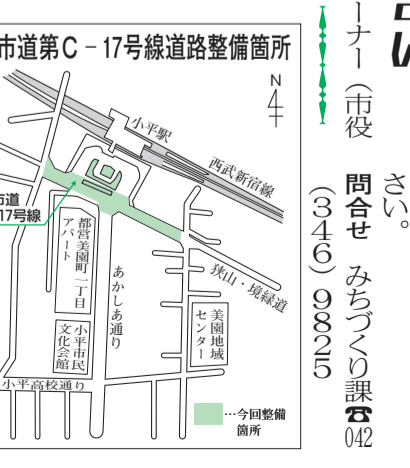 市道第C－17号線道路整備箇所
N
小平駅
西武新宿線
市道
17号線
都営美園町一丁目
アパート
あかしあ通り
狭山・境緑道
美園地域
センター
小平市民
文化会館
小平高校通り
…今回整備
箇所
ーナー（市役
さい。
問合せ　みちづくり課☎042
（346）9825